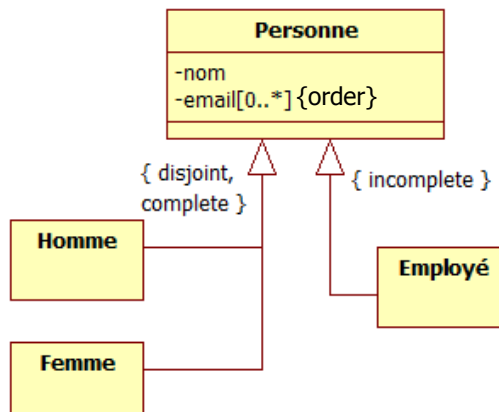 Personne
-nom
-email[0..*] {order}
{ disjoint,
complete }
{ incomplete }
Homme
Employé
Femme